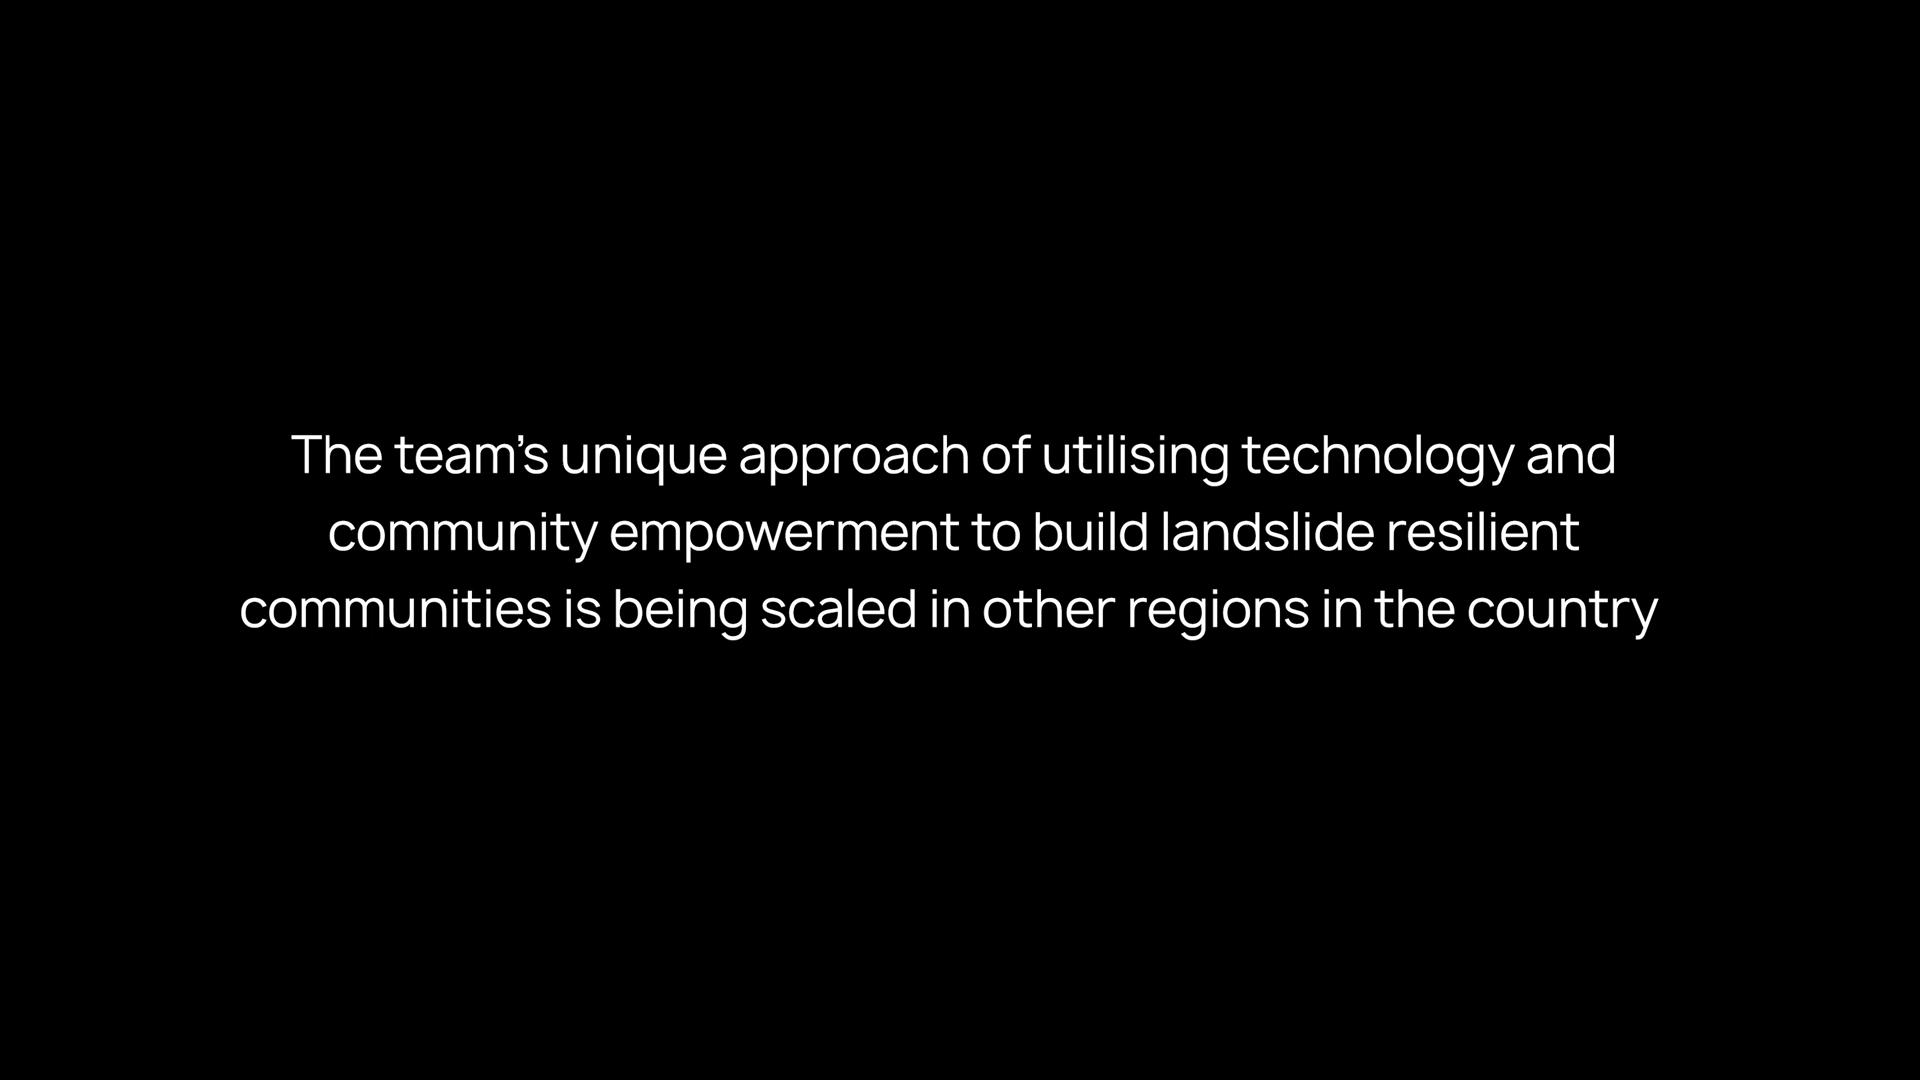 The team’s unique approach of utilising technology and
community empowerment to build landslide resilient
communities is being scaled in other regions in the country